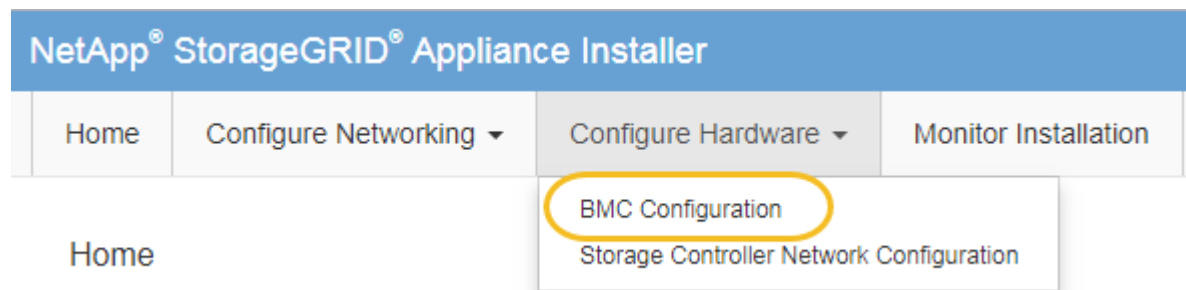 NetApp® StorageGRID® Appliance Installer
Home Configure Networking Configure Hardware Monitor Installation
BMC Configuration
Home
Storage Controller Network Configuration